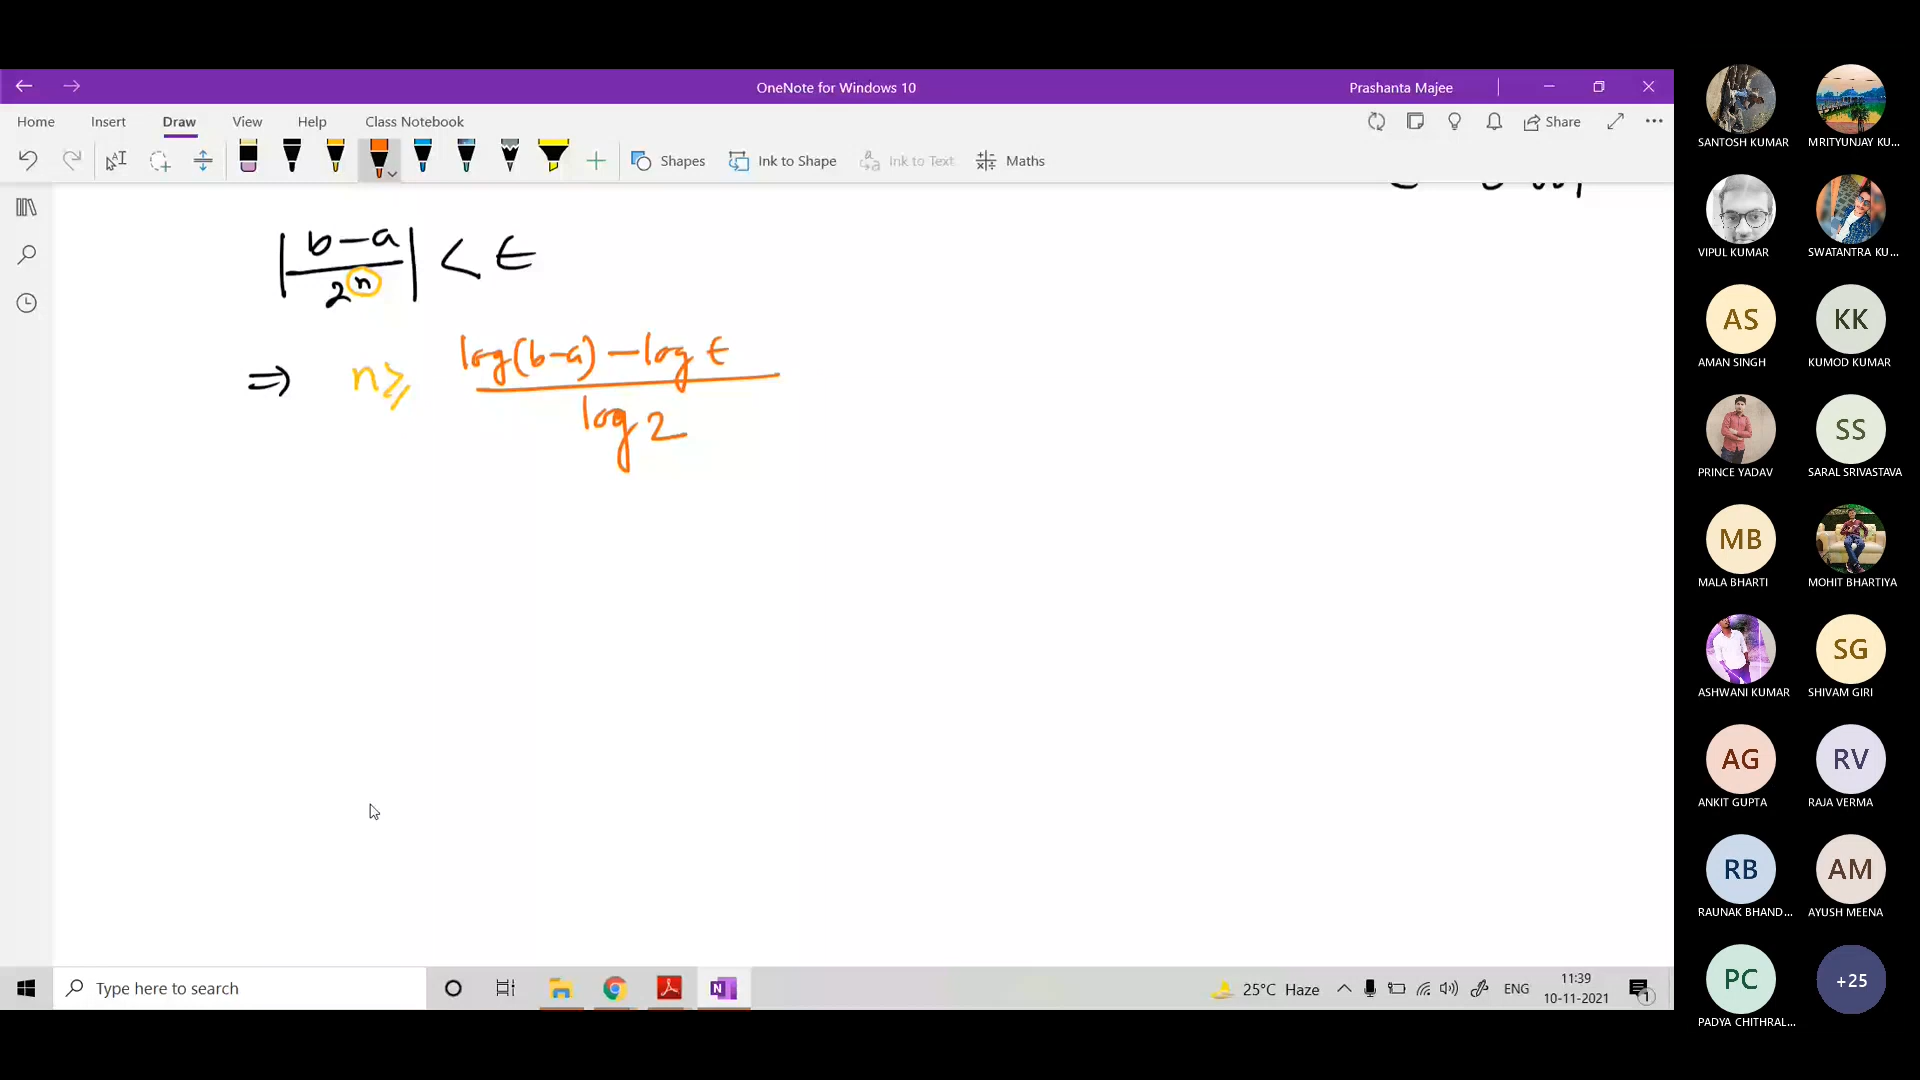 OneNote for Windows 10
Prashanta Majee
Home Insert Draw View Help Class Notebook
Share
Shapes Ink to Shape Ink to Text Maths
|b-a / 2^n| < ϵ
⇒ n ≥ log(b-a) - log ϵ / log 2
SANTOSH KUMAR
MRITYUNJAY KU...
VIPUL KUMAR
SWATANTRA KU...
AS
AMAN SINGH
KK
KUMOD KUMAR
PRINCE YADAV
SS
SARAL SRIVASTAVA
MB
MALA BHARTI
MOHIT BHARTIYA
ASHWANI KUMAR
SG
SHIVAM GIRI
AG
ANKIT GUPTA
RV
RAJA VERMA
RB
RAUNAK BHAND...
AM
AYUSH MEENA
PC
PADYA CHITHRAL...
+25
Type here to search
25°C Haze
ENG
11:39
10-11-2021
1